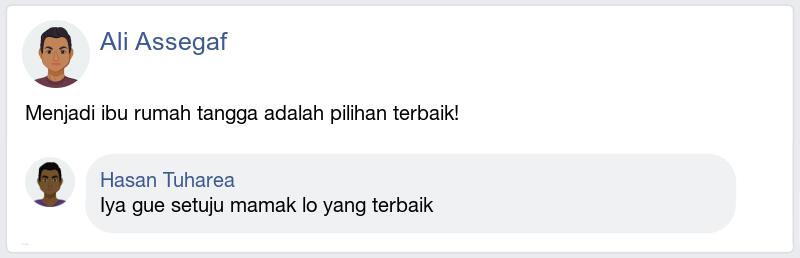 Ali Assegaf
Menjadi ibu rumah tangga adalah pilihan terbaik!
Hasan Tuharea
Iya gue setuju mamak lo yang terbaik